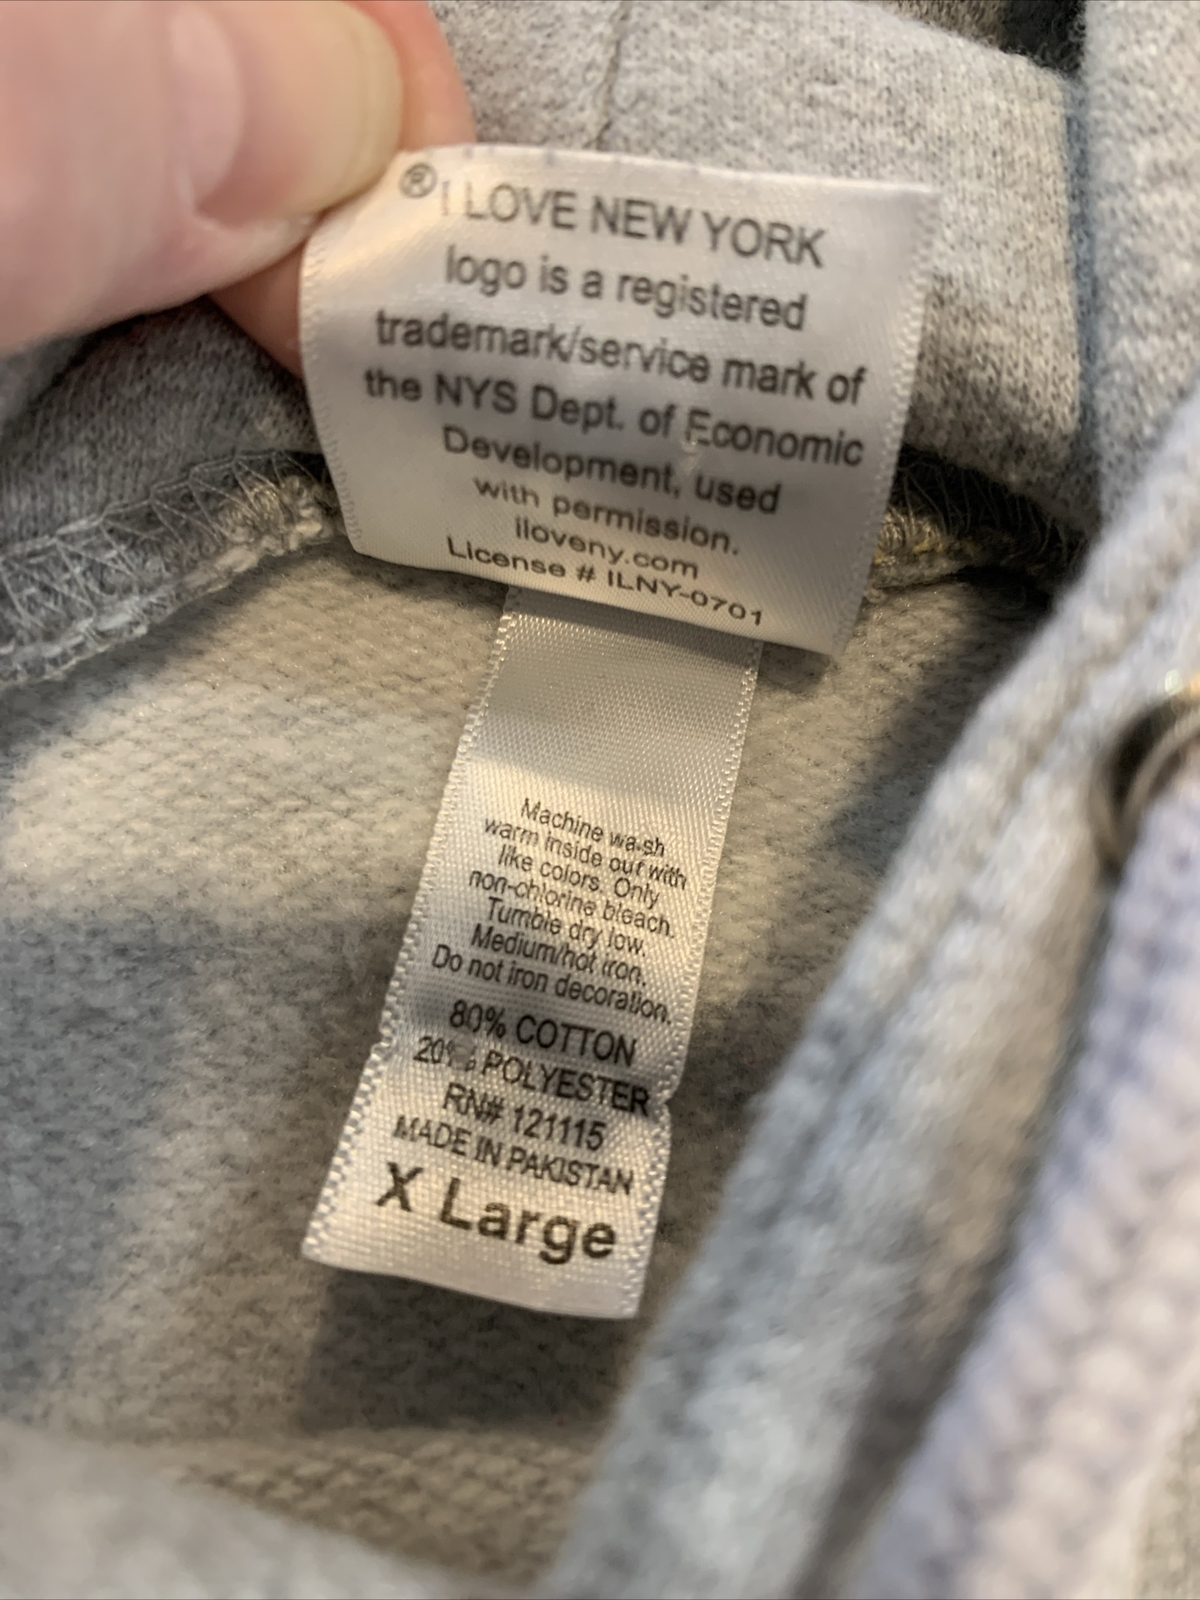 ® I LOVE NEW YORK
logo is a registered
trademark/service mark of
the NYS Dept. of Economic
Development, used
with permission.
iloveny.com
License # ILNY-0701
Machine wash
warm inside out with
like colors. Only
non-chlorine bleach.
Tumble dry low.
Medium/hot iron.
Do not iron decoration.
80% COTTON
20% POLYESTER
RN# 121115
MADE IN PAKISTAN
X Large